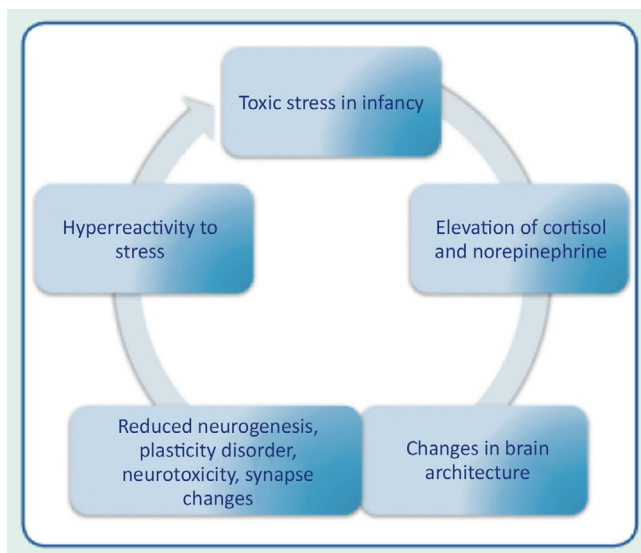 Toxic stress in infancy
Elevation of cortisol
and norepinephrine
Changes in brain
architecture
Reduced neurogenesis,
plasticity disorder,
neurotoxicity, synapse
changes
Hyperreactivity to
stress